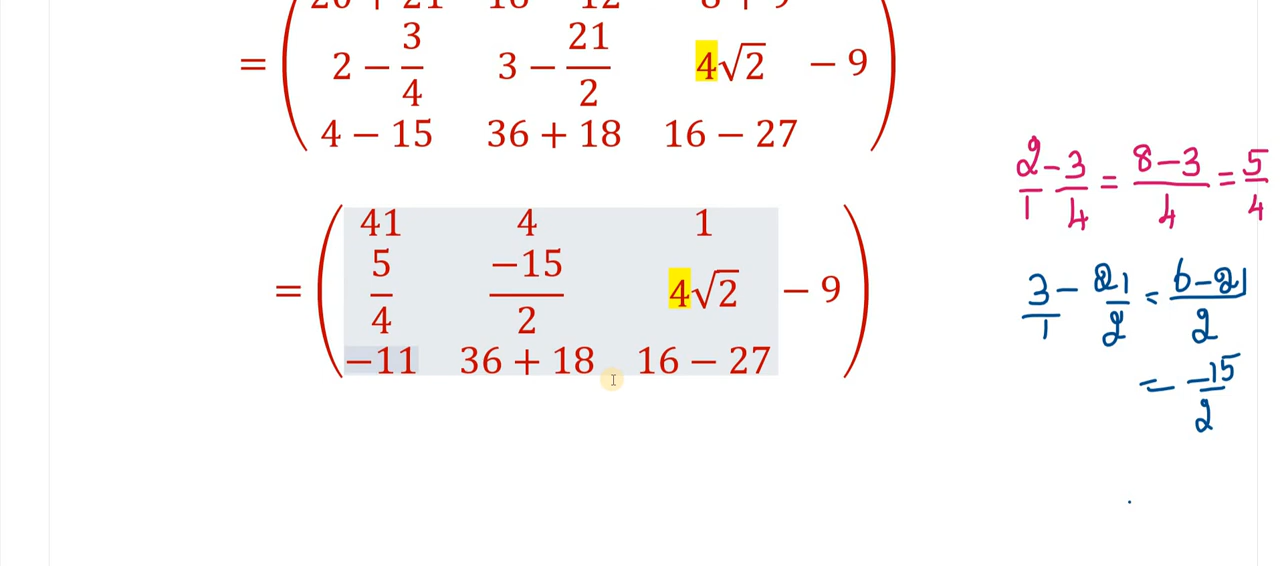 = ( 2 − 3/4   3 − 21/2   4√2 − 9
4 − 15   36 + 18   16 − 27 )
= ( 41   4   1
5/4   −15/2   4√2 − 9
−11   36 + 18   16 − 27 )
2/1 − 3/4 = 8−3/4 = 5/4
3/1 − 21/2 = 6−21/2
= −15/2